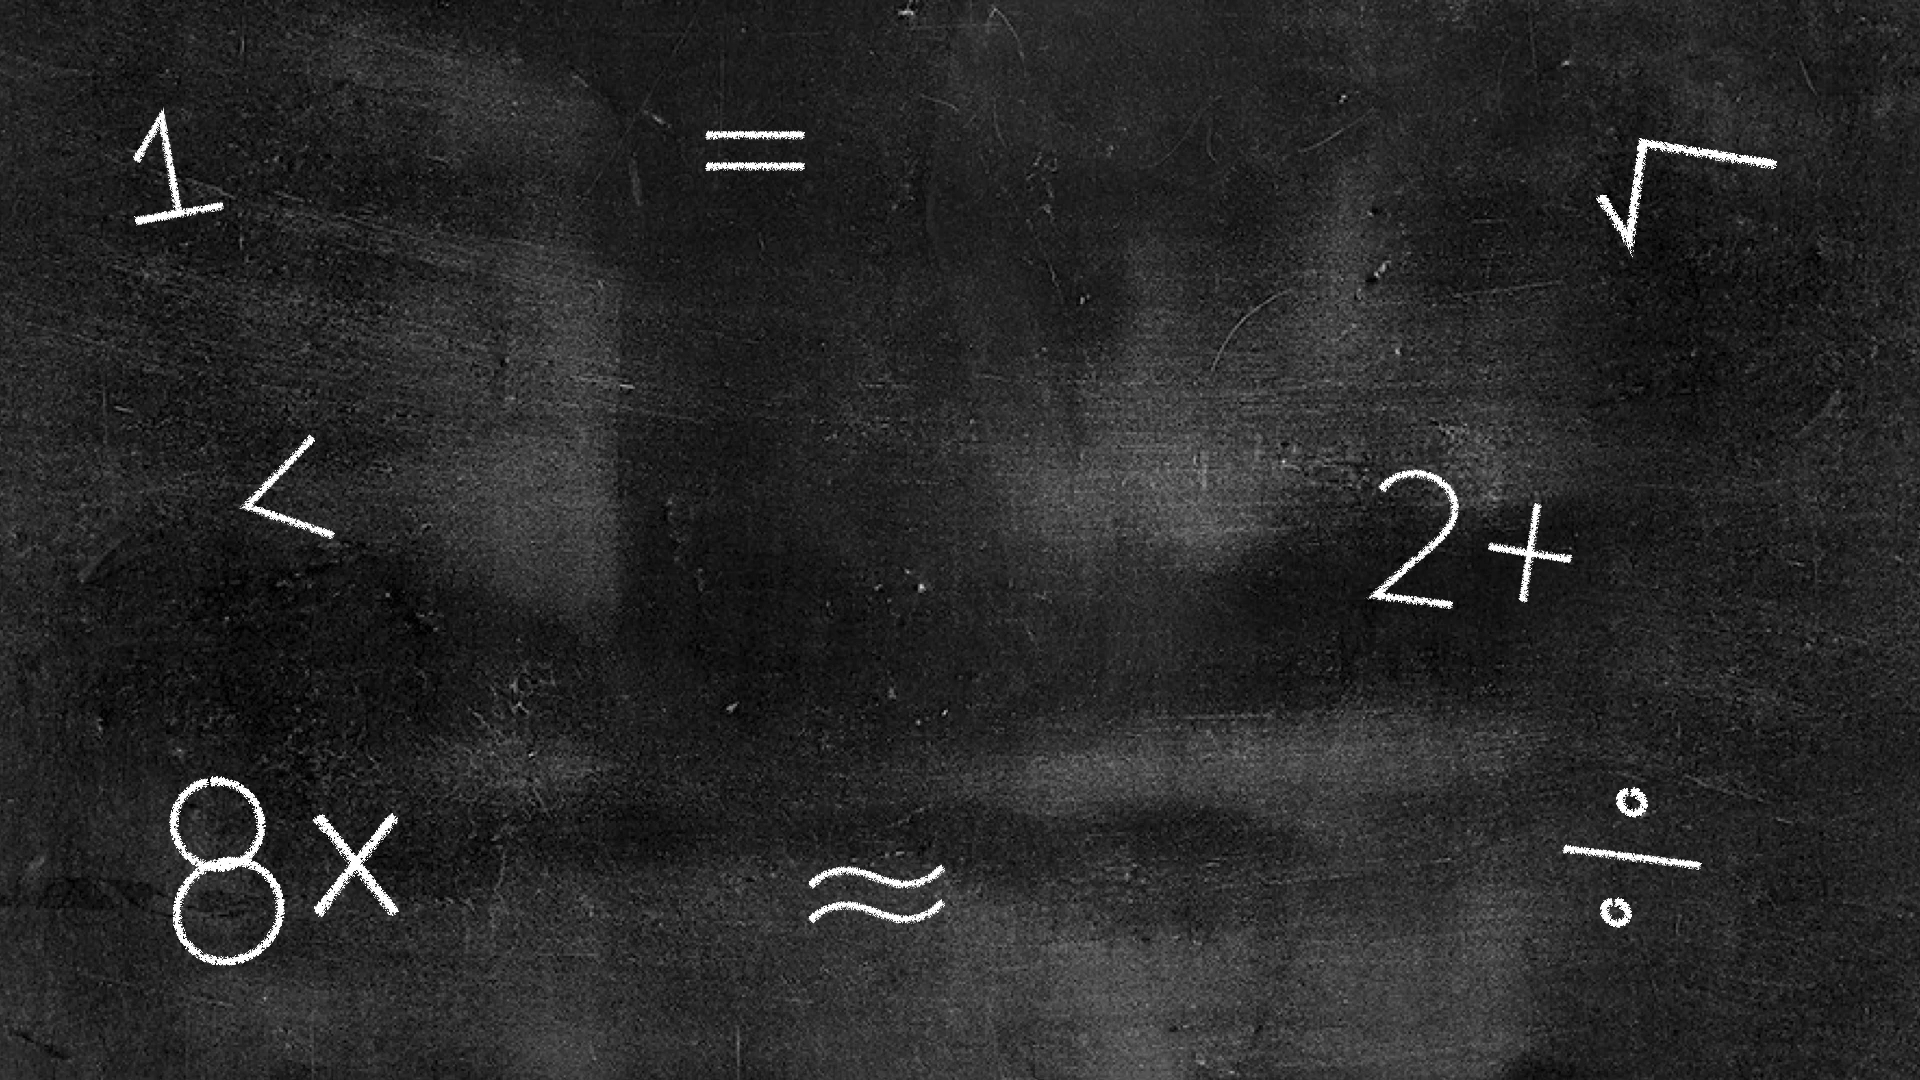 1 = √
< 2+
8× ≈ ÷